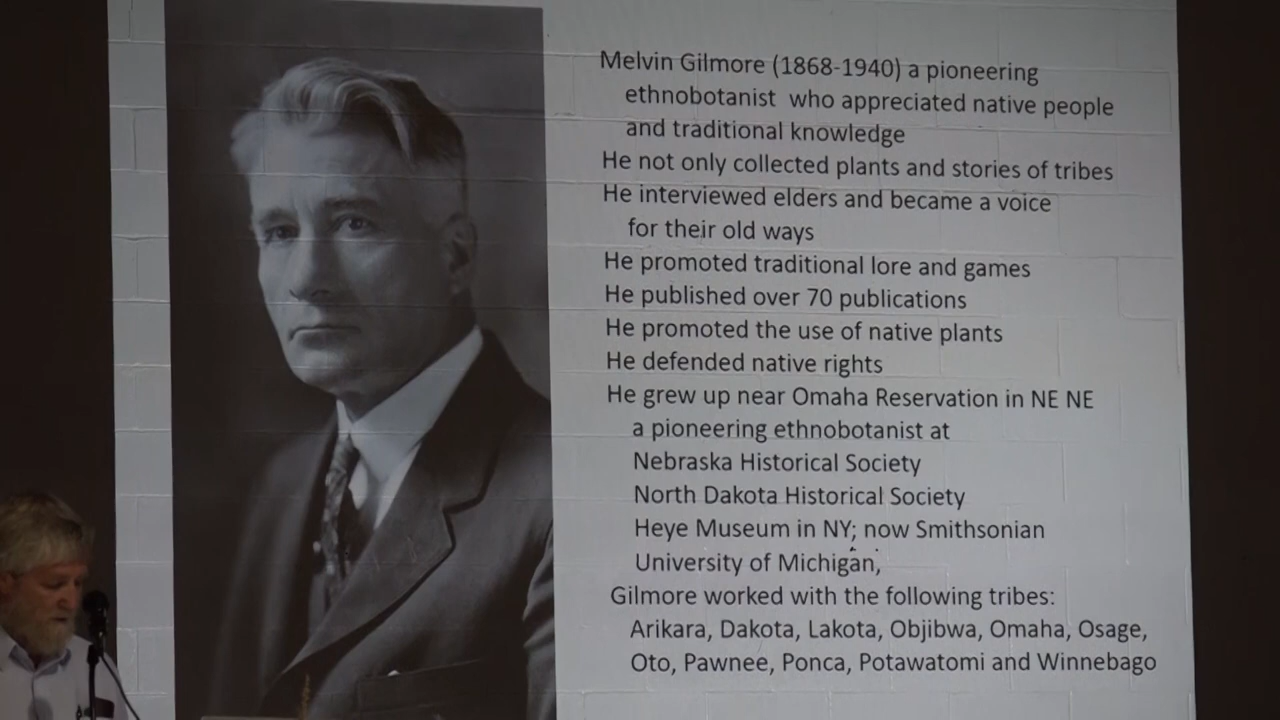 Melvin Gilmore (1868-1940) a pioneering
ethnobotanist who appreciated native people
and traditional knowledge
He not only collected plants and stories of tribes
He interviewed elders and became a voice
for their old ways
He promoted traditional lore and games
He published over 70 publications
He promoted the use of native plants
He defended native rights
He grew up near Omaha Reservation in NE NE
a pioneering ethnobotanist at
Nebraska Historical Society
North Dakota Historical Society
Heye Museum in NY; now Smithsonian
University of Michigan,
Gilmore worked with the following tribes:
Arikara, Dakota, Lakota, Objibwa, Omaha, Osage,
Oto, Pawnee, Ponca, Potawatomi and Winnebago